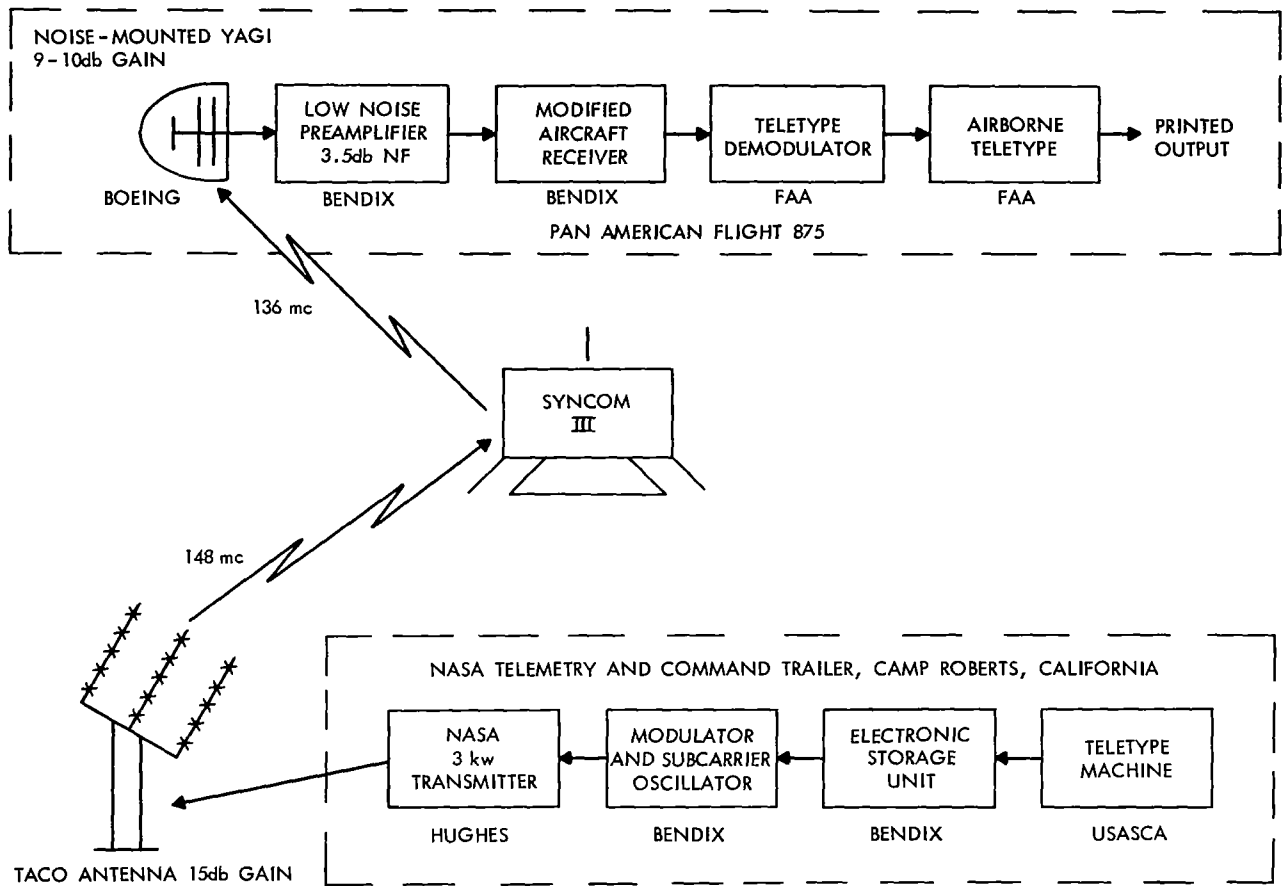 NOISE-MOUNTED YAGI
9-10db GAIN
LOW NOISE
PREAMPLIFIER
3.5db NF
MODIFIED
AIRCRAFT
RECEIVER
TELETYPE
DEMODULATOR
AIRBORNE
TELETYPE
PRINTED
OUTPUT
BOEING
BENDIX
BENDIX
FAA
FAA
PAN AMERICAN FLIGHT 875
136 mc
SYNCOM
III
148 mc
NASA TELEMETRY AND COMMAND TRAILER, CAMP ROBERTS, CALIFORNIA
NASA
3 kw
TRANSMITTER
MODULATOR
AND SUBCARRIER
OSCILLATOR
ELECTRONIC
STORAGE
UNIT
TELETYPE
MACHINE
HUGHES
BENDIX
BENDIX
USASCA
TACO ANTENNA 15db GAIN